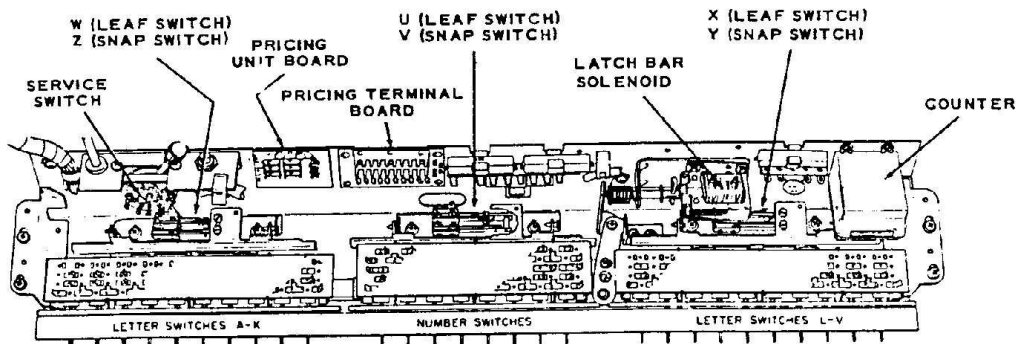 W (LEAF SWITCH)
Z (SNAP SWITCH)
PRICING
UNIT BOARD
SERVICE
SWITCH
PRICING TERMINAL
BOARD
U (LEAF SWITCH)
V (SNAP SWITCH)
LATCH BAR
SOLENOID
X (LEAF SWITCH)
Y (SNAP SWITCH)
COUNTER
LETTER SWITCHES A-K
NUMBER SWITCHES
LETTER SWITCHES L-V